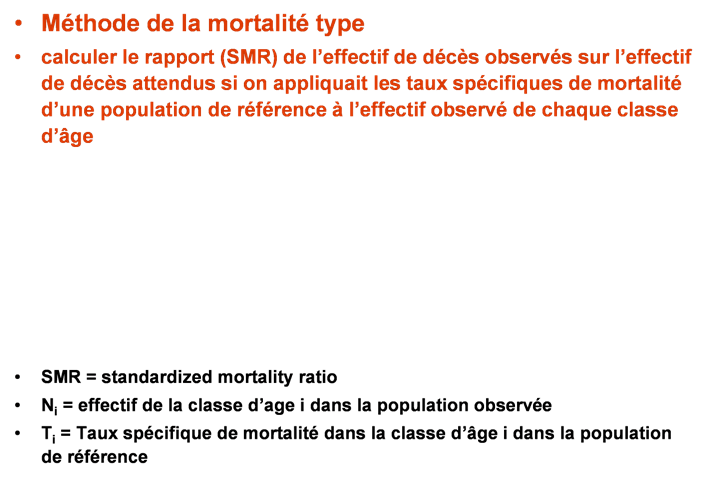 • Méthode de la mortalité type
• calculer le rapport (SMR) de l’effectif de décès observés sur l’effectif
de décès attendus si on appliquait les taux spécifiques de mortalité
d’une population de référence à l’effectif observé de chaque classe
d’âge
• SMR = standardized mortality ratio
• Ni = effectif de la classe d’age i dans la population observée
• Ti = Taux spécifique de mortalité dans la classe d’âge i dans la population
de référence